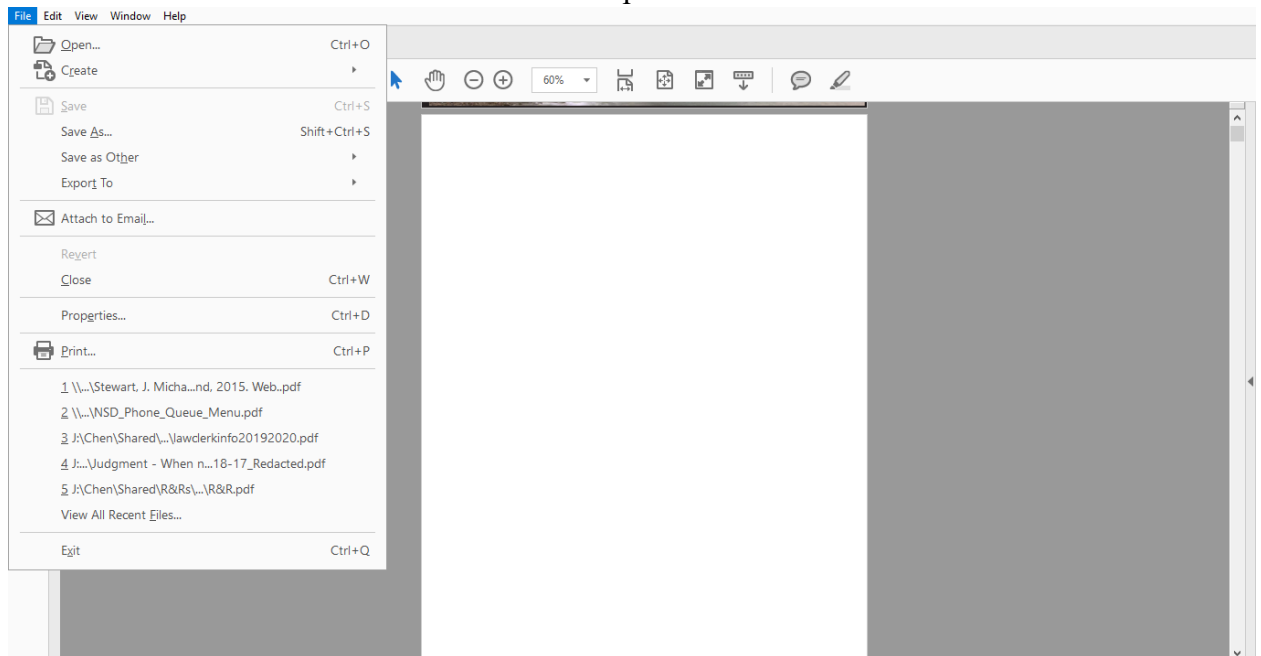 File Edit View Window Help
Open... Ctrl+O
Create
60%
Save Ctrl+S
Save As... Shift+Ctrl+S
Save as Other
Export To
Attach to Email...
Revert
Close Ctrl+W
Properties... Ctrl+D
Print... Ctrl+P
1 \\...\Stewart, J. Micha...nd, 2015. Web..pdf
2 \\...\NSD_Phone_Queue_Menu.pdf
3 J:\Chen\Shared\...\lawclerkinfo20192020.pdf
4 J:...\Judgment - When n...18-17_Redacted.pdf
5 J:\Chen\Shared\R&Rs\...\R&R.pdf
View All Recent Files...
Exit Ctrl+Q